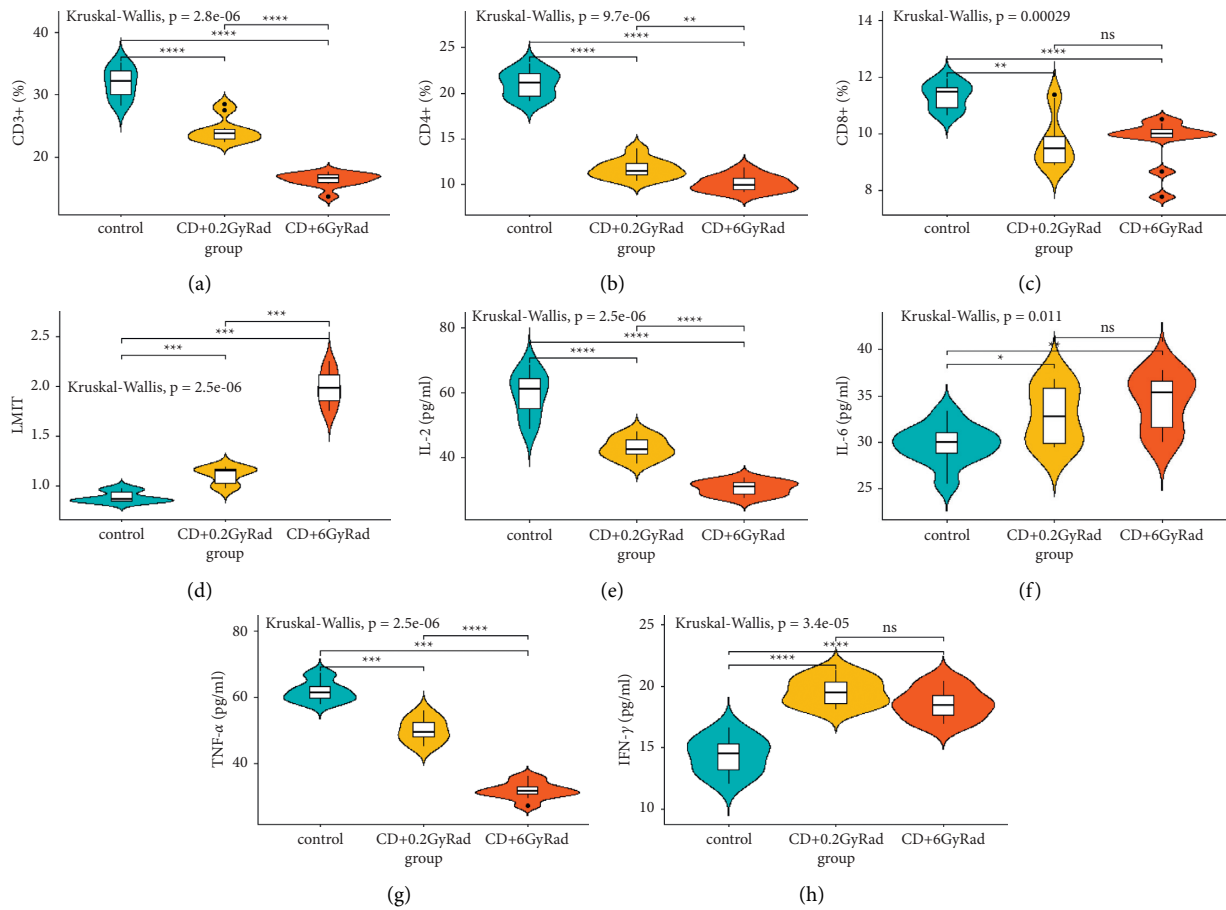 Kruskal-Wallis, p = 2.8e-06
****
****
****
CD3+ (%)
40
30
20
control
CD+0.2GyRad
CD+6GyRad
group
(a)
Kruskal-Wallis, p = 9.7e-06
**
****
****
CD4+ (%)
25
20
15
10
control
CD+0.2GyRad
CD+6GyRad
group
(b)
Kruskal-Wallis, p = 0.00029
ns
****
**
CD8+ (%)
14
12
10
8
control
CD+0.2GyRad
CD+6GyRad
group
(c)
***
***
***
Kruskal-Wallis, p = 2.5e-06
LMIT
2.5
2.0
1.5
1.0
control
CD+0.2GyRad
CD+6GyRad
group
(d)
Kruskal-Wallis, p = 2.5e-06
****
****
****
IL-2 (pg/ml)
80
60
40
control
CD+0.2GyRad
CD+6GyRad
group
(e)
Kruskal-Wallis, p = 0.011
ns
**
*
IL-6 (pg/ml)
40
35
30
25
control
CD+0.2GyRad
CD+6GyRad
group
(f)
Kruskal-Wallis, p = 2.5e-06
****
***
***
TNF-α (pg/ml)
80
60
40
control
CD+0.2GyRad
CD+6GyRad
group
(g)
Kruskal-Wallis, p = 3.4e-05
ns
****
****
IFN-γ (pg/ml)
25
20
15
10
control
CD+0.2GyRad
CD+6GyRad
group
(h)